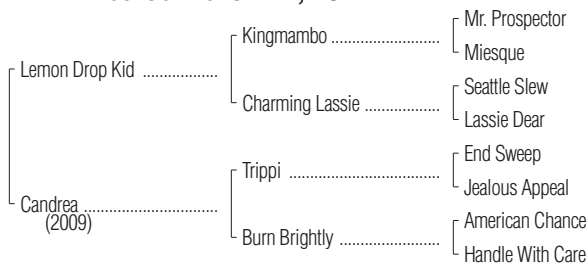 Kingmambo ........................ Mr. Prospector
Miesque
Lemon Drop Kid .................
Charming Lassie ................. Seattle Slew
Lassie Dear
Trippi .................................. End Sweep
Jealous Appeal
Candrea ..............................
(2009)
Burn Brightly ...................... American Chance
Handle With Care